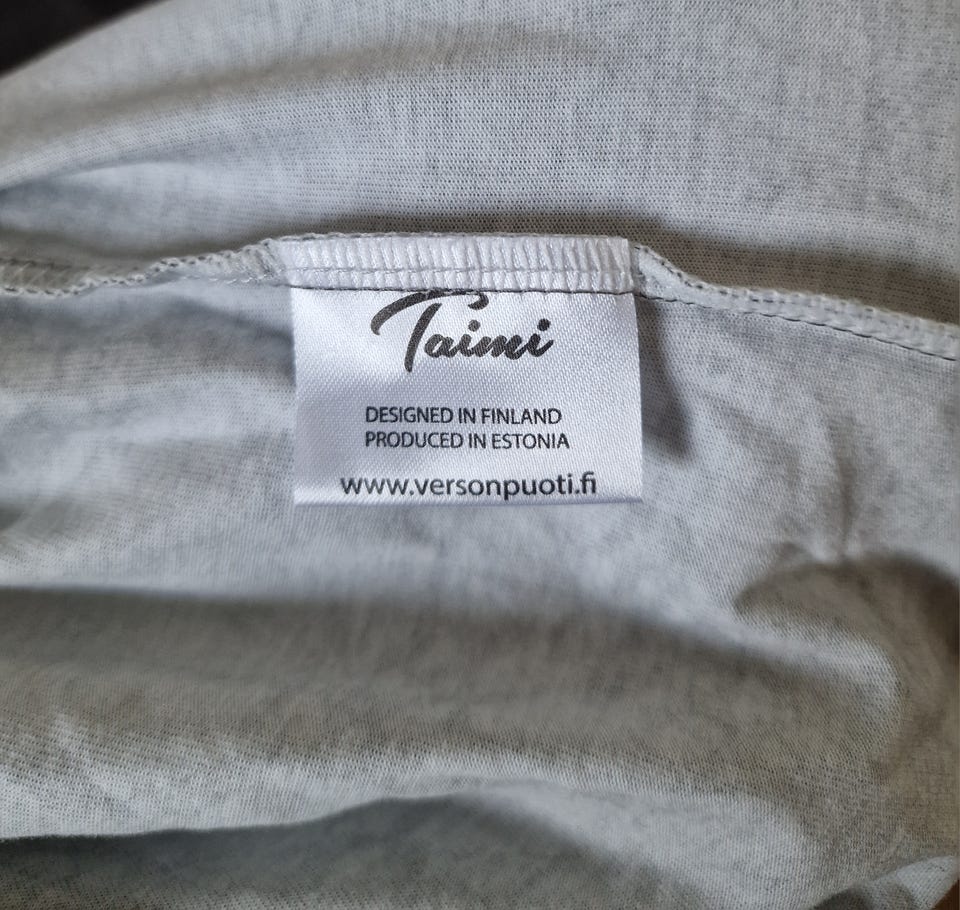 Taimi
DESIGNED IN FINLAND
PRODUCED IN ESTONIA
www.versonpuoti.fi